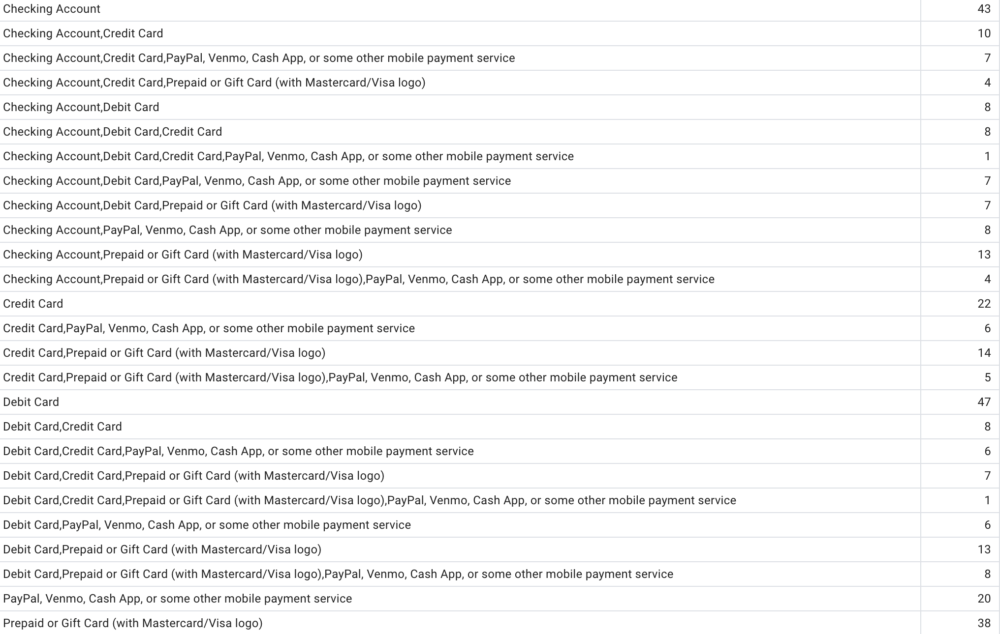 Checking Account 43
Checking Account,Credit Card 10
Checking Account,Credit Card,PayPal, Venmo, Cash App, or some other mobile payment service 7
Checking Account,Credit Card,Prepaid or Gift Card (with Mastercard/Visa logo) 4
Checking Account,Debit Card 8
Checking Account,Debit Card,Credit Card 8
Checking Account,Debit Card,Credit Card,PayPal, Venmo, Cash App, or some other mobile payment service 1
Checking Account,Debit Card,PayPal, Venmo, Cash App, or some other mobile payment service 7
Checking Account,Debit Card,Prepaid or Gift Card (with Mastercard/Visa logo) 7
Checking Account,PayPal, Venmo, Cash App, or some other mobile payment service 8
Checking Account,Prepaid or Gift Card (with Mastercard/Visa logo) 13
Checking Account,Prepaid or Gift Card (with Mastercard/Visa logo),PayPal, Venmo, Cash App, or some other mobile payment service 4
Credit Card 22
Credit Card,PayPal, Venmo, Cash App, or some other mobile payment service 6
Credit Card,Prepaid or Gift Card (with Mastercard/Visa logo) 14
Credit Card,Prepaid or Gift Card (with Mastercard/Visa logo),PayPal, Venmo, Cash App, or some other mobile payment service 5
Debit Card 47
Debit Card,Credit Card 8
Debit Card,Credit Card,PayPal, Venmo, Cash App, or some other mobile payment service 6
Debit Card,Credit Card,Prepaid or Gift Card (with Mastercard/Visa logo) 7
Debit Card,Credit Card,Prepaid or Gift Card (with Mastercard/Visa logo),PayPal, Venmo, Cash App, or some other mobile payment service 1
Debit Card,PayPal, Venmo, Cash App, or some other mobile payment service 6
Debit Card,Prepaid or Gift Card (with Mastercard/Visa logo) 13
Debit Card,Prepaid or Gift Card (with Mastercard/Visa logo),PayPal, Venmo, Cash App, or some other mobile payment service 8
PayPal, Venmo, Cash App, or some other mobile payment service 20
Prepaid or Gift Card (with Mastercard/Visa logo) 38